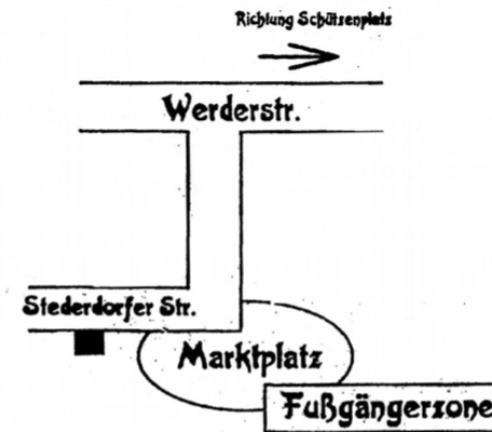 Richtung Schützenplatz
Werderstr.
Stederdorfer Str.
Marktplatz
Fußgängerzone